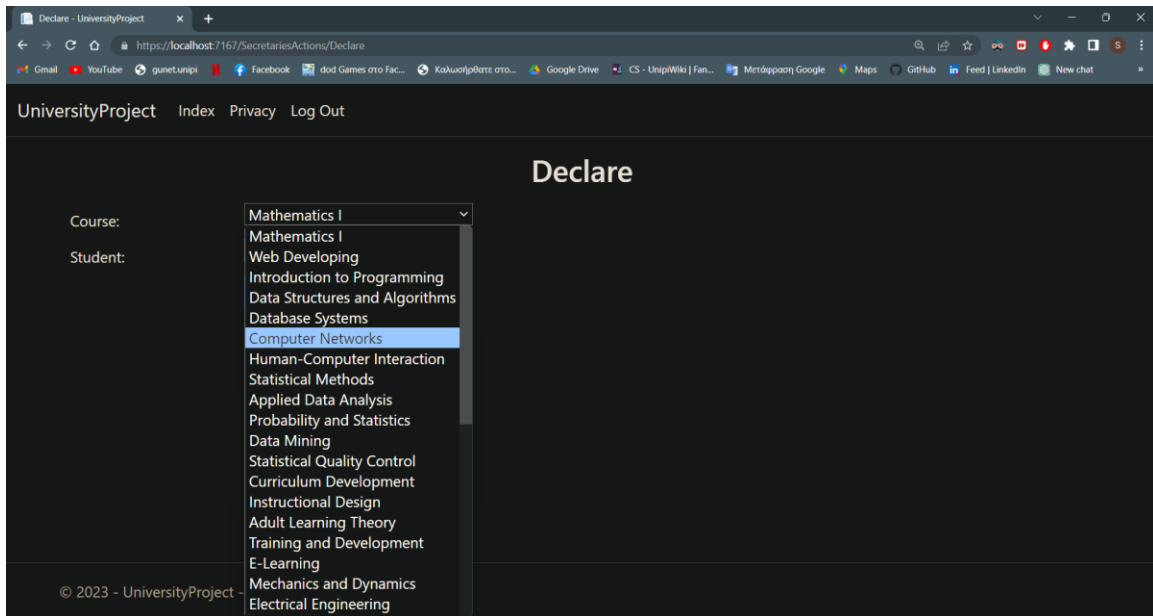 Declare - UniversityProject
https://localhost:7167/SecretariesActions/Declare
S
Gmail YouTube gunet.unipi Facebook dod Games στο Fac... Καλωσήρθατε στο... Google Drive CS - UnipiWiki | Fan... Μετάφραση Google Maps GitHub Feed | LinkedIn New chat »
UniversityProject Index Privacy Log Out
Declare
Course: Mathematics I
Mathematics I
Student: Web Developing
Introduction to Programming
Data Structures and Algorithms
Database Systems
Computer Networks
Human-Computer Interaction
Statistical Methods
Applied Data Analysis
Probability and Statistics
Data Mining
Statistical Quality Control
Curriculum Development
Instructional Design
Adult Learning Theory
Training and Development
E-Learning
Mechanics and Dynamics
© 2023 - UniversityProject -
Electrical Engineering